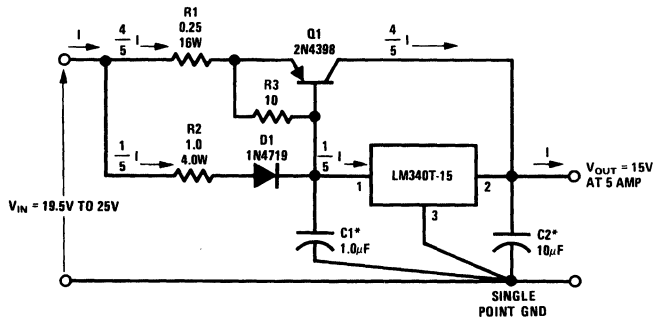 I
4/5 I
R1
0.25
16W
Q1
2N4398
4/5 I
R3
10
1/5 I
R2
1.0
4.0W
D1
1N4719
1/5 I
1
LM340T-15
2
3
I
VOUT = 15V
AT 5 AMP
VIN = 19.5V TO 25V
C1*
1.0μF
C2*
10μF
SINGLE
POINT GND